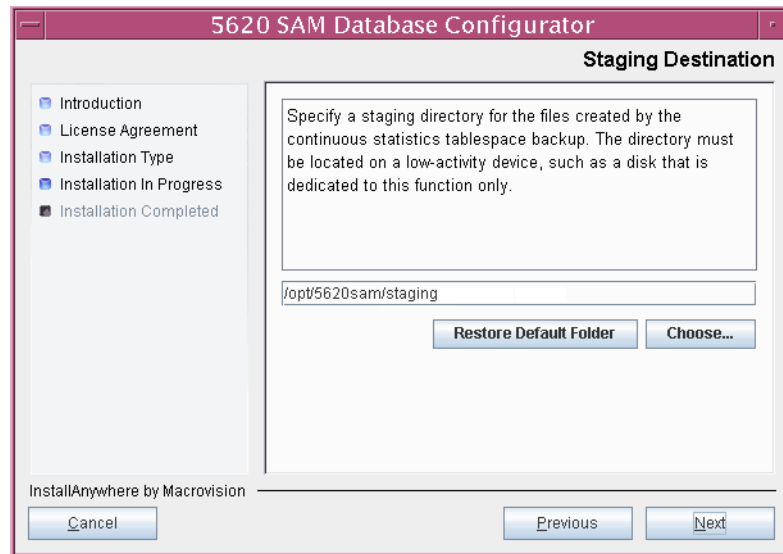 5620 SAM Database Configurator
Staging Destination
Introduction
License Agreement
Installation Type
Installation In Progress
Installation Completed
Specify a staging directory for the files created by the
continuous statistics tablespace backup. The directory must
be located on a low-activity device, such as a disk that is
dedicated to this function only.
/opt/5620sam/staging
Restore Default Folder
Choose...
InstallAnywhere by Macrovision
Cancel
Previous
Next